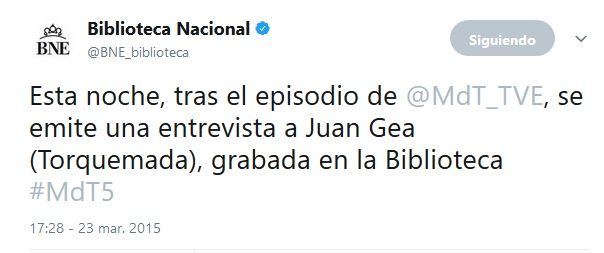 BNE
Biblioteca Nacional
@BNE_biblioteca
Siguiendo
Esta noche, tras el episodio de @MdT_TVE, se
emite una entrevista a Juan Gea
(Torquemada), grabada en la Biblioteca
#MdT5
17:28 - 23 mar. 2015